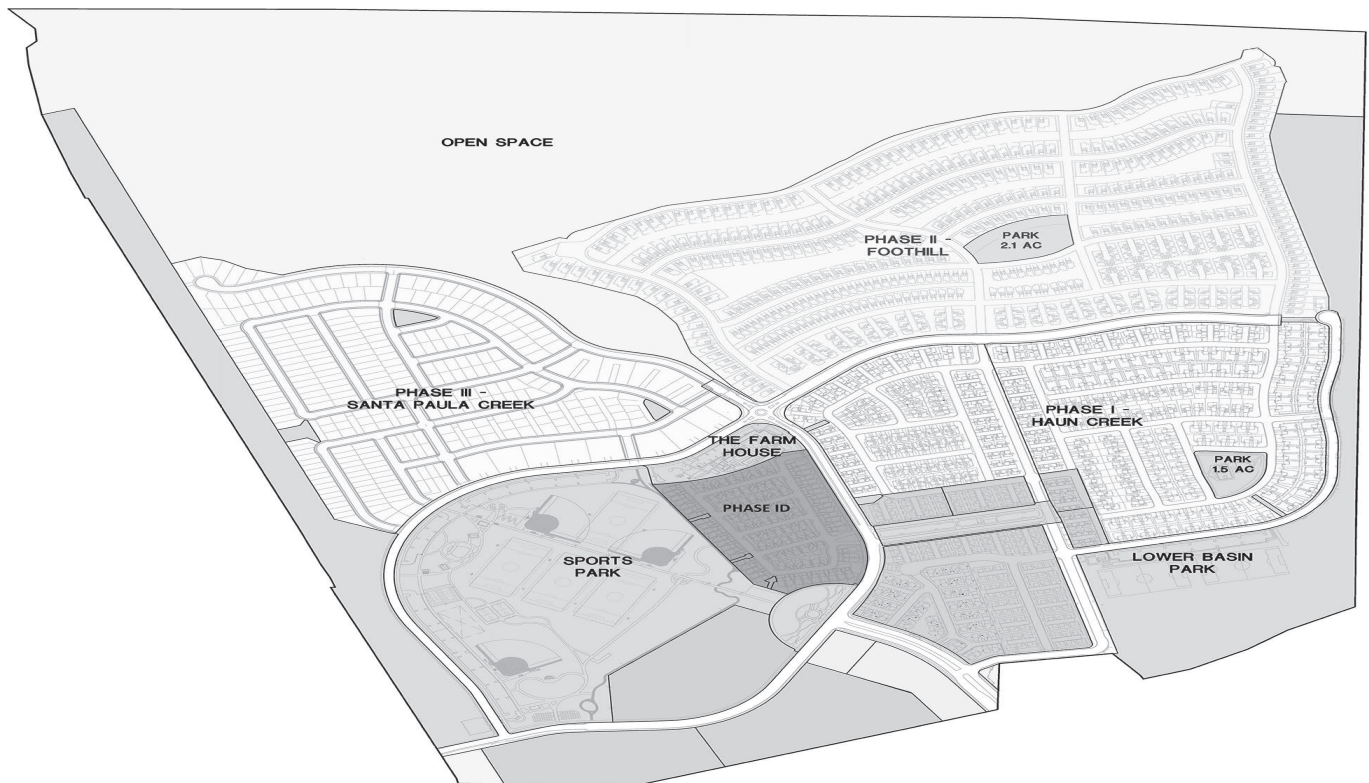 OPEN SPACE
PHASE II -
FOOTHILL
PARK
2.1 AC
PHASE III -
SANTA PAULA CREEK
PHASE I -
HAUN CREEK
THE FARM
HOUSE
PARK
1.5 AC
PHASE ID
SPORTS
PARK
LOWER BASIN
PARK